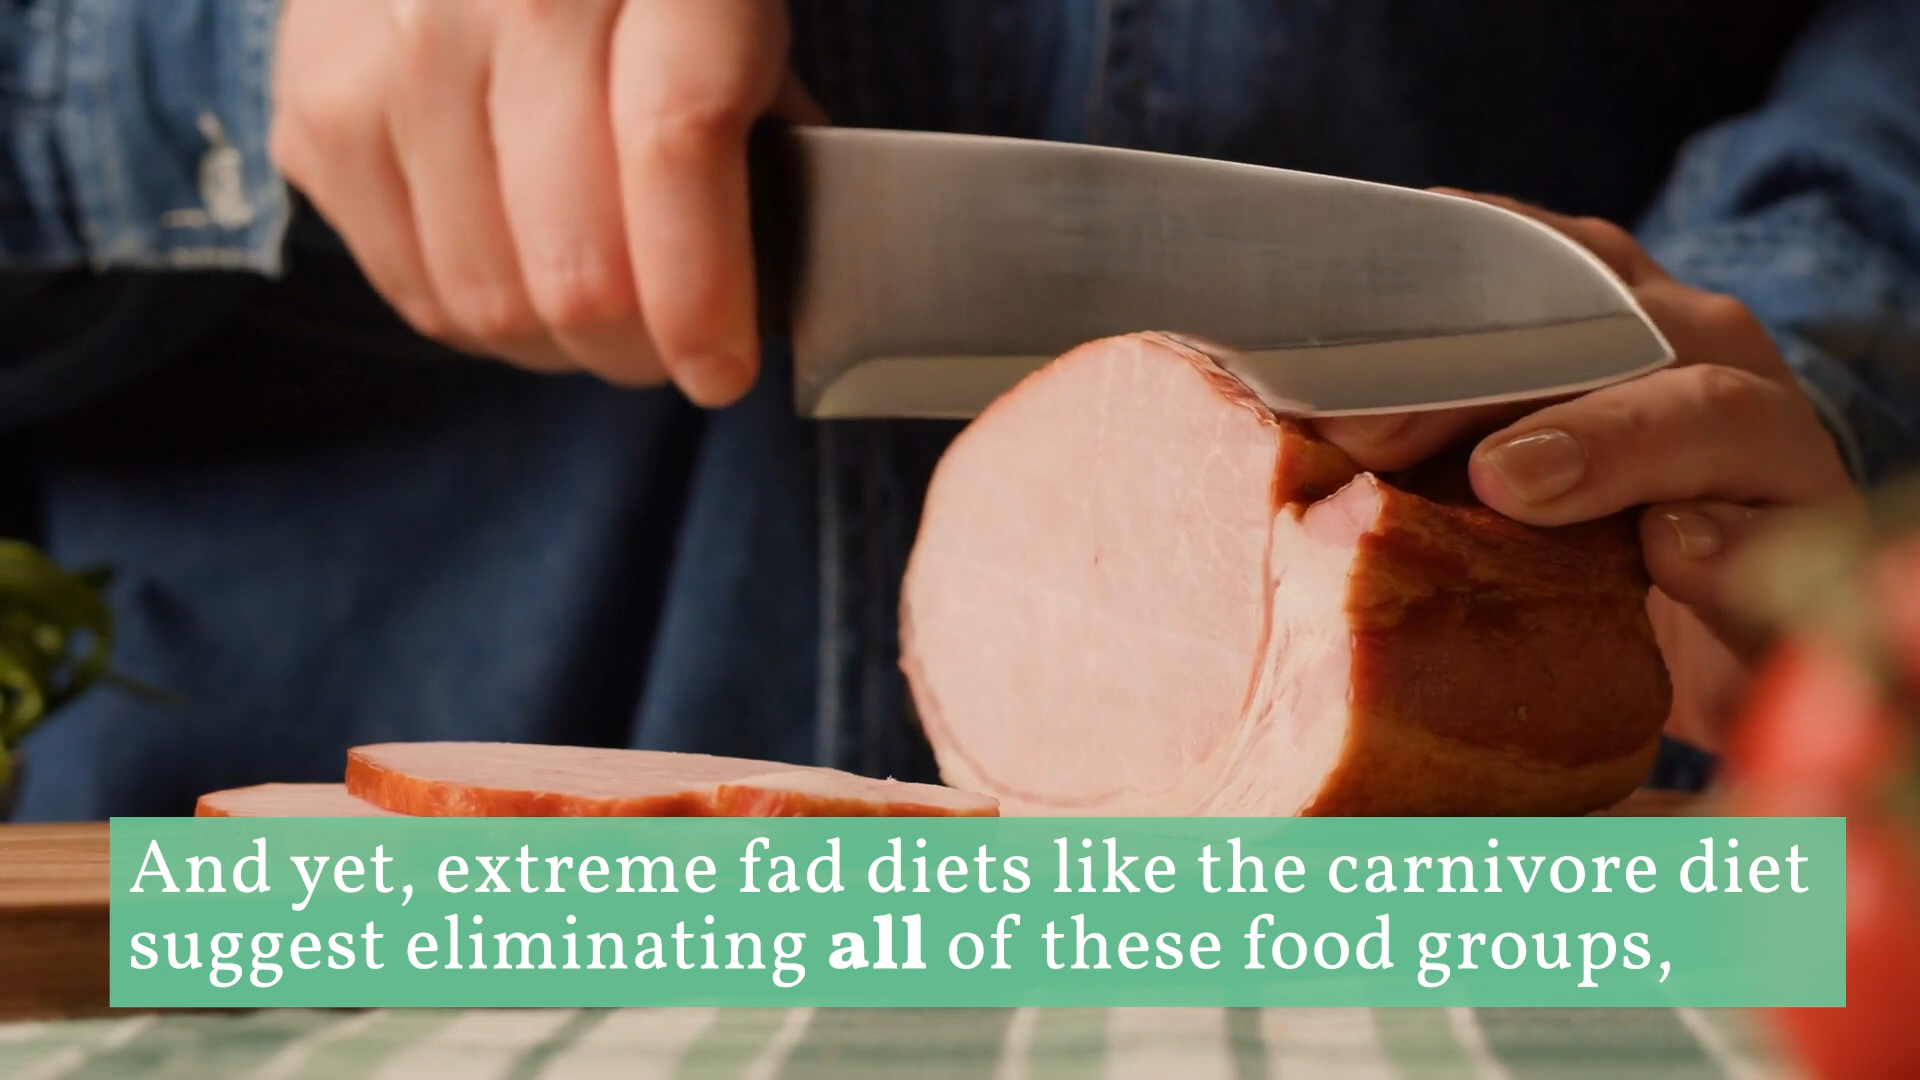 And yet, extreme fad diets like the carnivore diet
suggest eliminating all of these food groups,